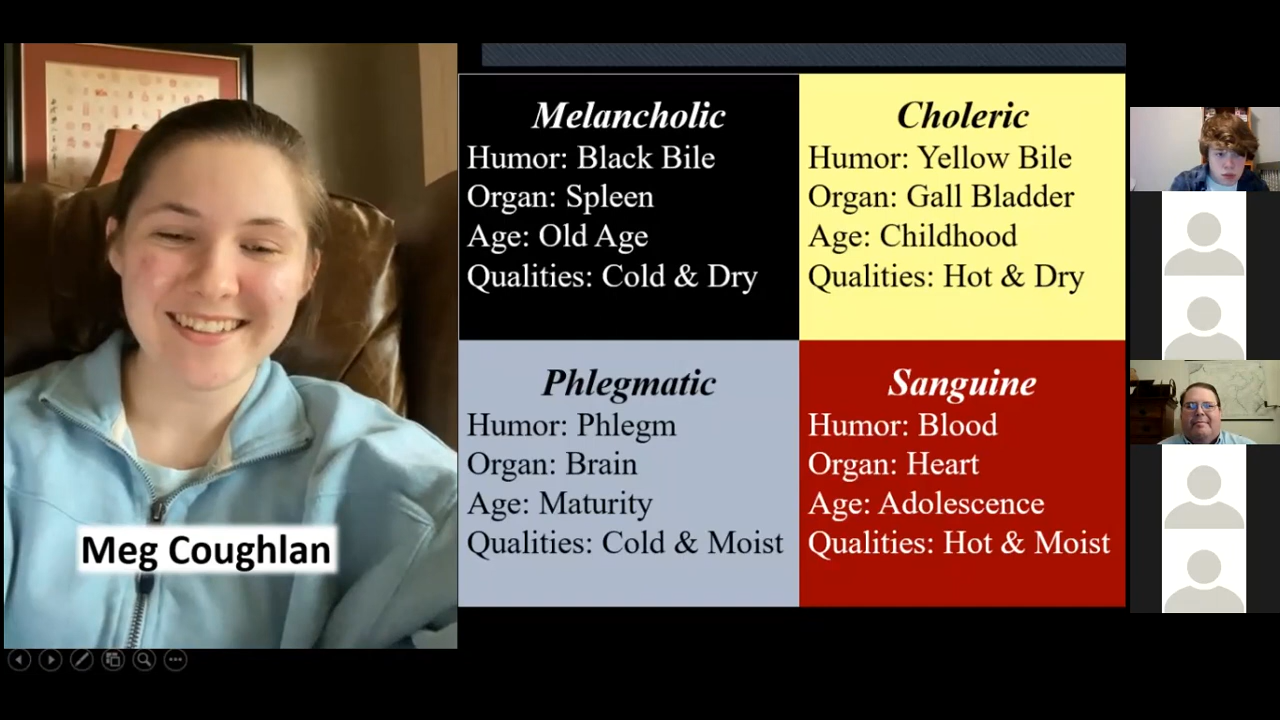 Melancholic
Humor: Black Bile
Organ: Spleen
Age: Old Age
Qualities: Cold & Dry
Choleric
Humor: Yellow Bile
Organ: Gall Bladder
Age: Childhood
Qualities: Hot & Dry
Phlegmatic
Humor: Phlegm
Organ: Brain
Age: Maturity
Qualities: Cold & Moist
Sanguine
Humor: Blood
Organ: Heart
Age: Adolescence
Qualities: Hot & Moist
Meg Coughlan